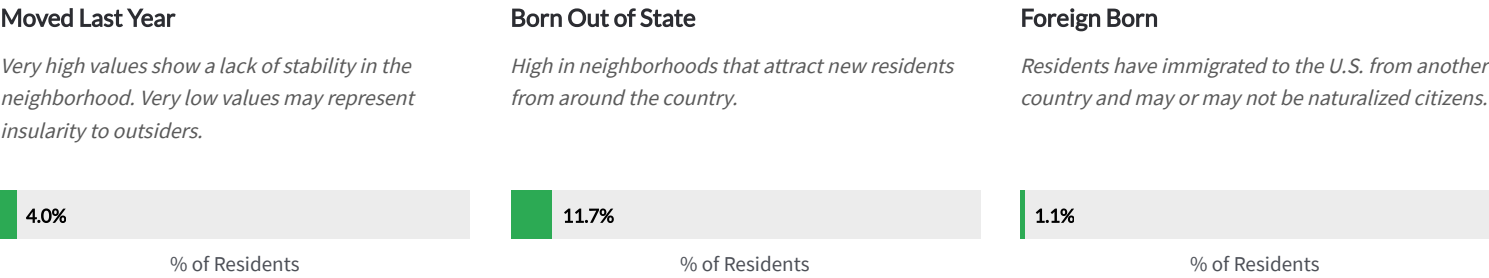 Moved Last Year
Very high values show a lack of stability in the
neighborhood. Very low values may represent
insularity to outsiders.
4.0%
% of Residents
Born Out of State
High in neighborhoods that attract new residents
from around the country.
11.7%
% of Residents
Foreign Born
Residents have immigrated to the U.S. from another
country and may or may not be naturalized citizens.
1.1%
% of Residents